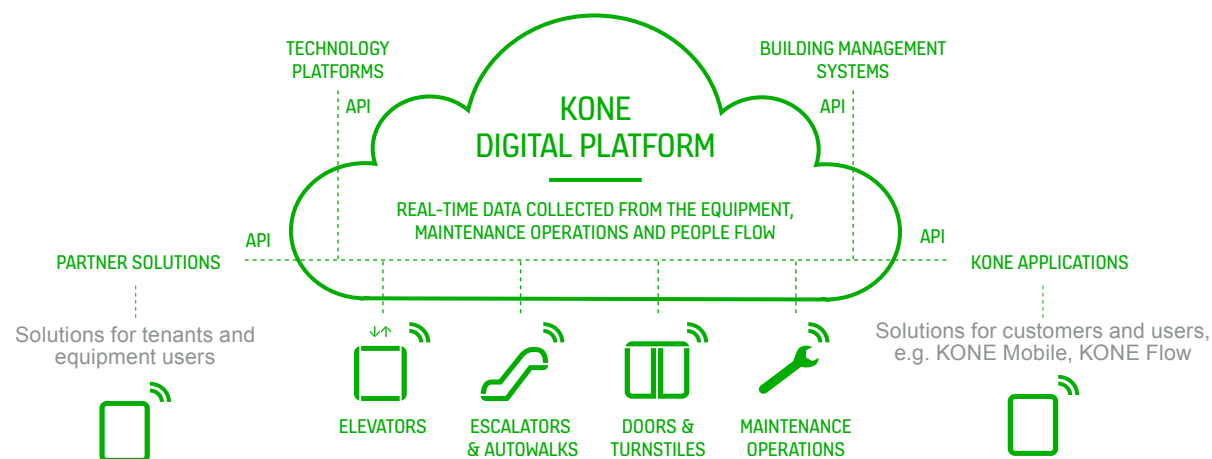 TECHNOLOGY
PLATFORMS
BUILDING MANAGEMENT
SYSTEMS
API
API
KONE
DIGITAL PLATFORM
REAL-TIME DATA COLLECTED FROM THE EQUIPMENT,
MAINTENANCE OPERATIONS AND PEOPLE FLOW
API
API
PARTNER SOLUTIONS
KONE APPLICATIONS
Solutions for tenants and
equipment users
Solutions for customers and users,
e.g. KONE Mobile, KONE Flow
ELEVATORS
ESCALATORS
& AUTOWALKS
DOORS &
TURNSTILES
MAINTENANCE
OPERATIONS